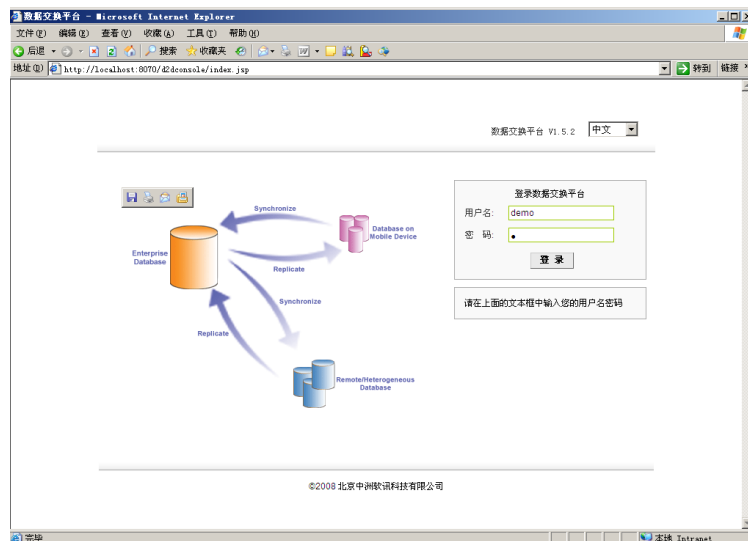 数据交换平台 - Microsoft Internet Explorer
文件(F) 编辑(E) 查看(V) 收藏(A) 工具(T) 帮助(H)
后退 搜索 收藏夹
地址(D) http://localhost:8070/d2dconsole/index.jsp 转到 链接 »
数据交换平台 V1.5.2 中文
登录数据交换平台
用户名: demo
密 码: •
登 录
请在上面的文本框中输入您的用户名密码
Synchronize
Database on
Mobile Device
Enterprise
Database
Replicate
Synchronize
Replicate
Remote/Heterogeneous
Database
©2008 北京中洲软讯科技有限公司
完毕 本地 Intranet